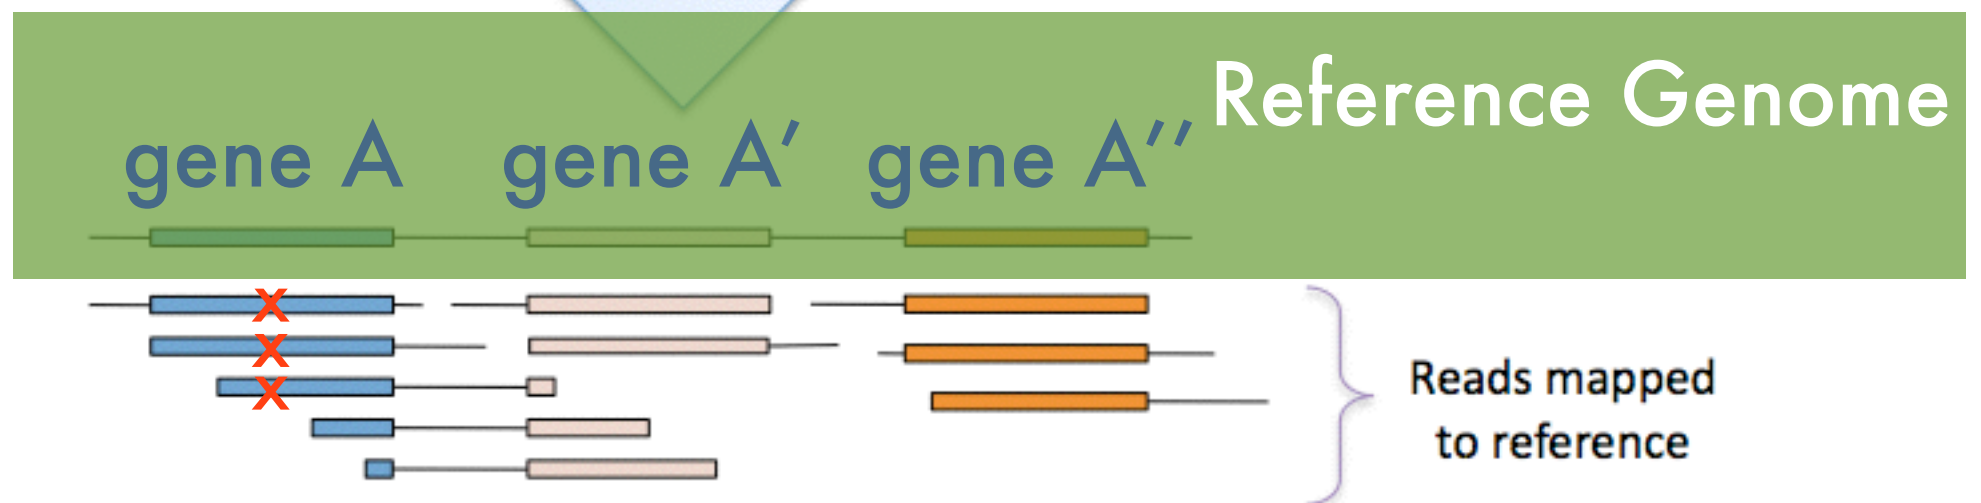 Reference Genome
gene A gene A′ gene A′′
X
X
X
Reads mapped
to reference